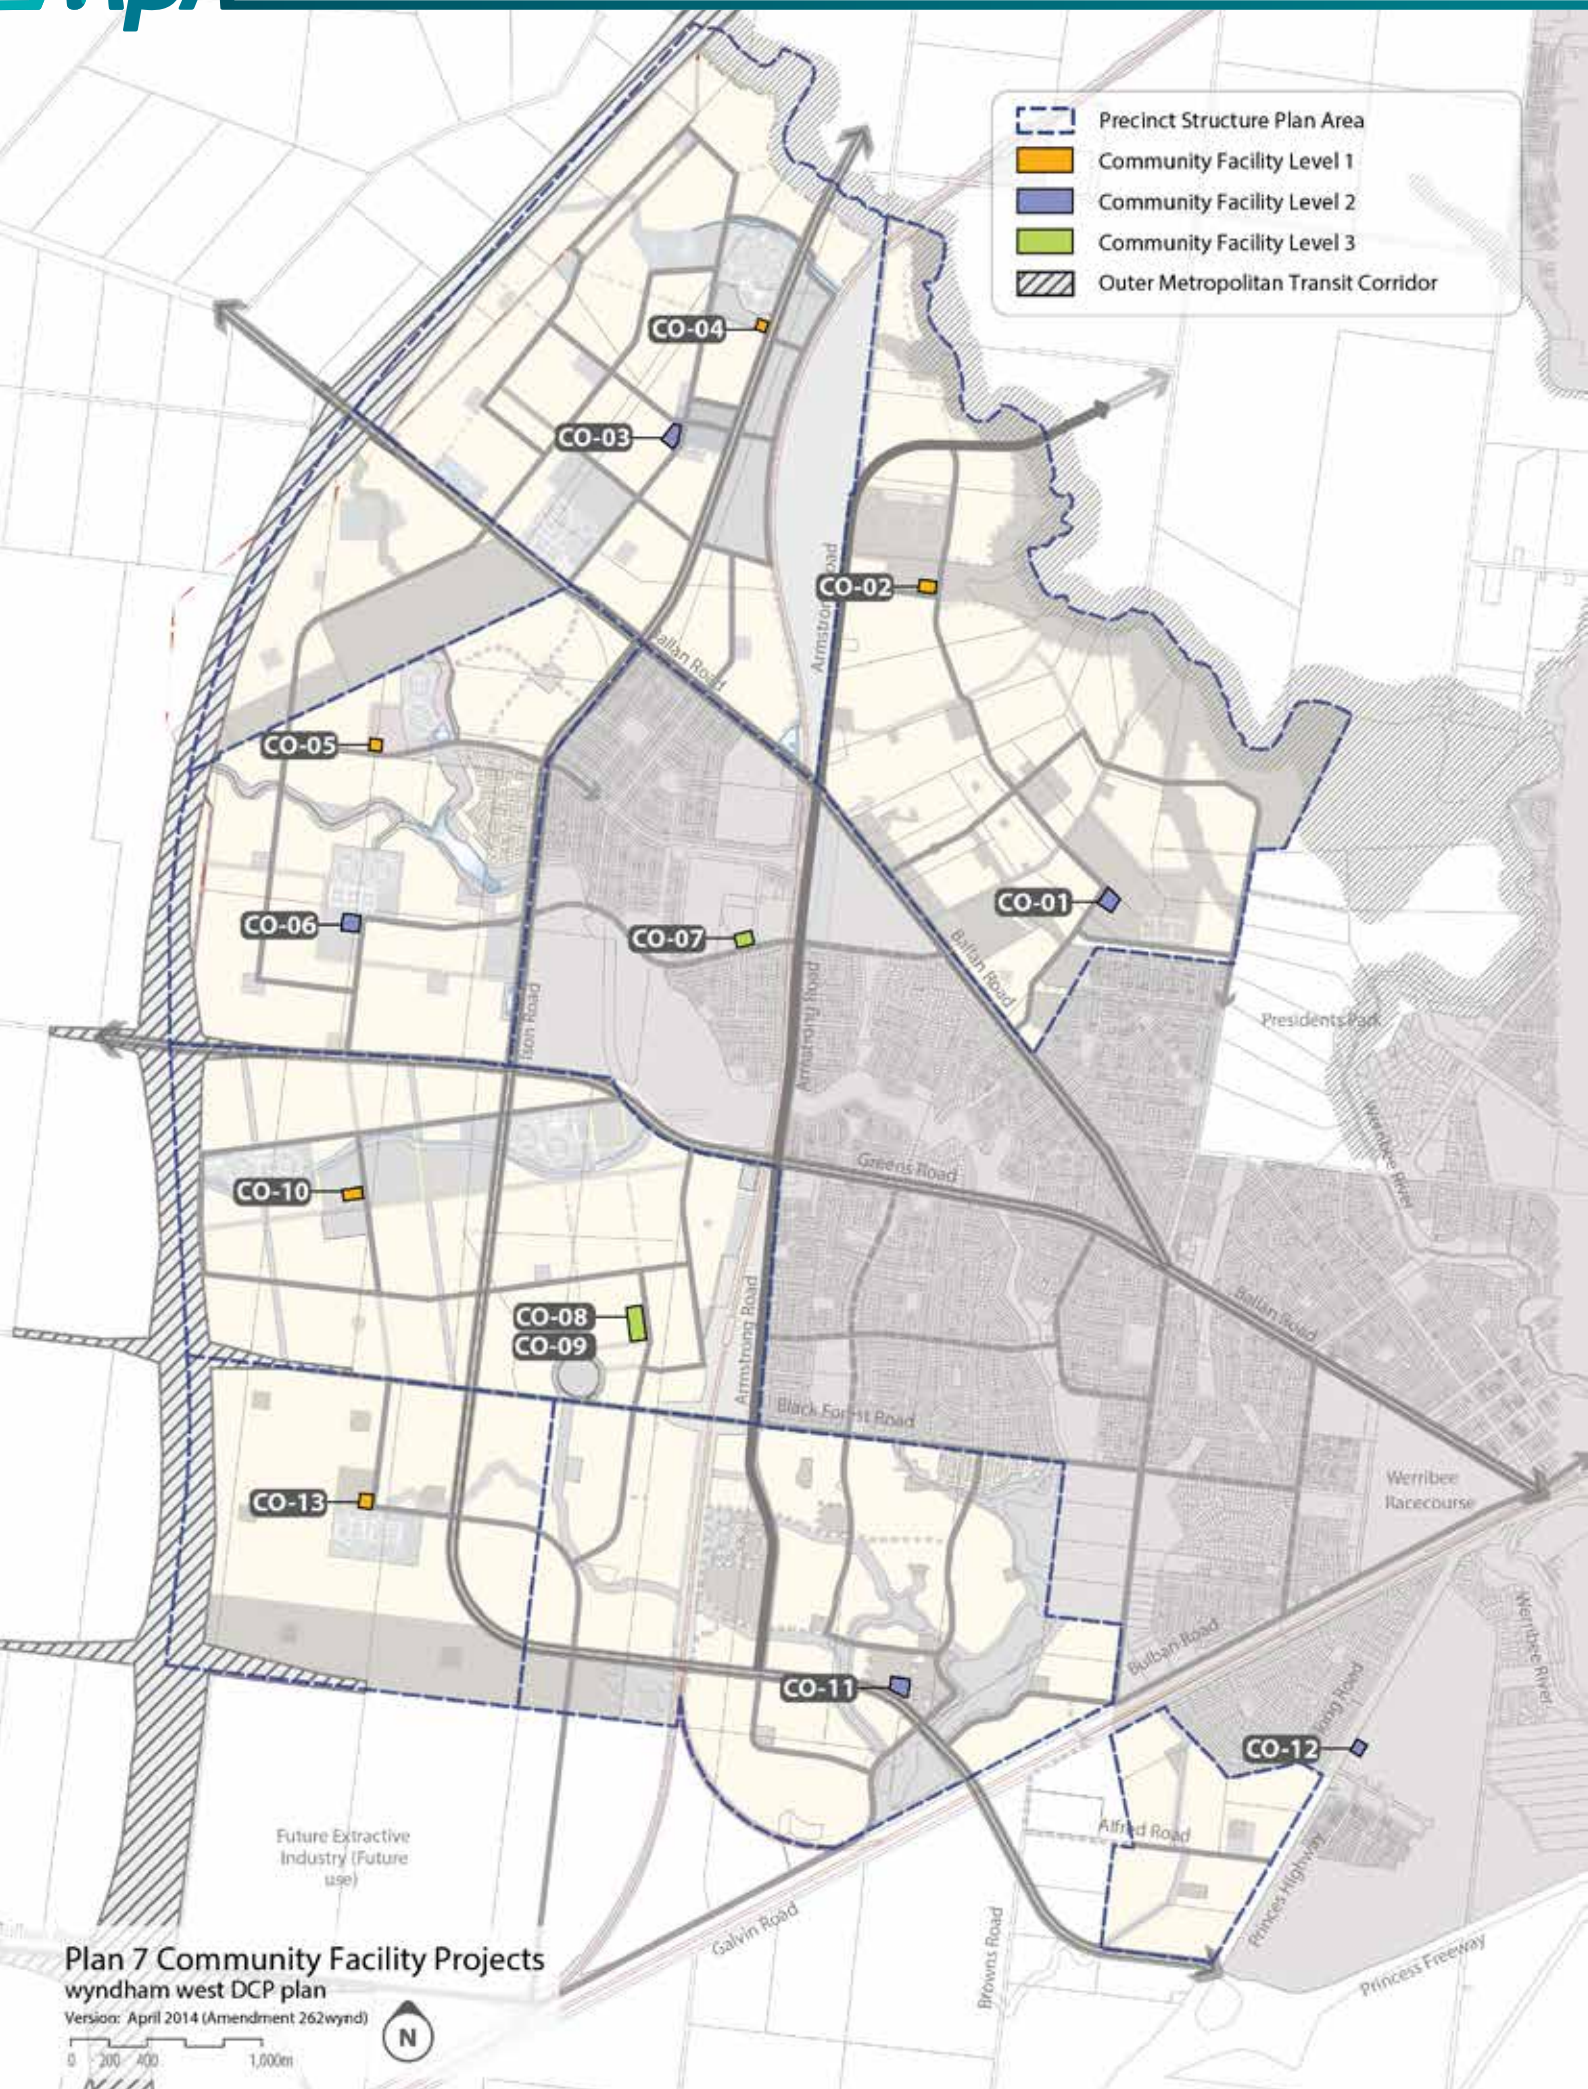 Precinct Structure Plan Area
Community Facility Level 1
Community Facility Level 2
Community Facility Level 3
Outer Metropolitan Transit Corridor
CO-04
CO-03
CO-02
Ballan Road
CO-05
CO-01
CO-06
CO-07
Ballan Road
Ison Road
Armstrong Road
Presidents Park
Werribee River
Greens Road
CO-10
Ballan Road
CO-08
CO-09
Armstrong Road
Black Forest Road
Werribee
Racecourse
CO-13
Werribee River
Bulban Road
CO-11
CO-12
Alfred Road
Princes Highway
Future Extractive
Industry (Future
use)
Galvin Road
Browns Road
Princess Freeway
Plan 7 Community Facility Projects
wyndham west DCP plan
Version: April 2014 (Amendment 262wynd)
N
0 200 400 1,000m